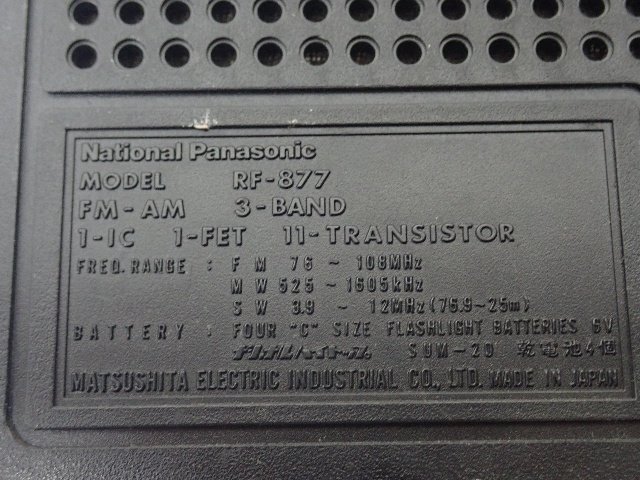 National Panasonic
MODEL RF-877
FM-AM 3-BAND
1-IC 1-FET 11-TRANSISTOR
FREQ. RANGE : FM 76 ~ 108MHz
MW 525 ~ 1605kHz
SW 3.9 ~ 12MHz (76.9~25m)
BATTERY : FOUR "C" SIZE FLASHLIGHT BATTERIES 6V
ナショナルハイトップ SUM-2D 乾電池4個
MATSUSHITA ELECTRIC INDUSTRIAL CO., LTD. MADE IN JAPAN